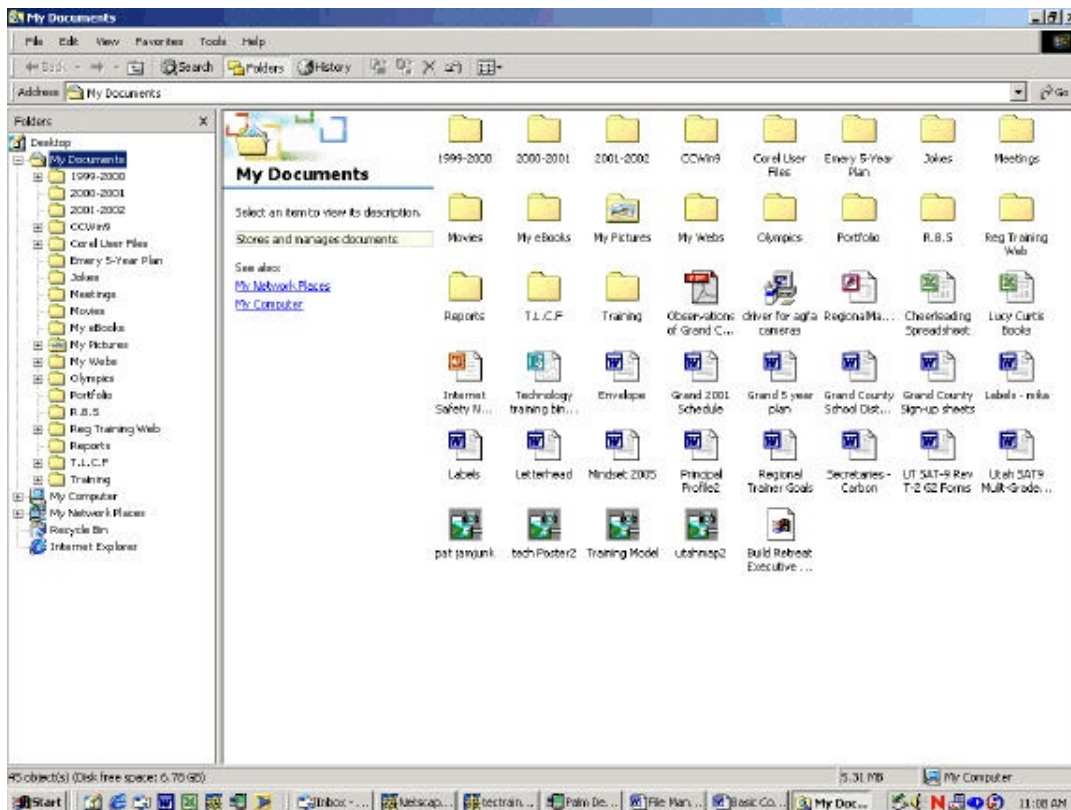 My Documents
File Edit View Favorites Tools Help
Back Search Folders History
Address My Documents Go
Folders X
Desktop
My Documents
1999-2000
2000-2001
2001-2002
CCWin9
Corel User Files
Emery 5-Year Plan
Jokes
Meetings
Movies
My eBooks
My Pictures
My Webs
Olympics
Portfolio
R.B.S
Reg Training Web
Reports
T.L.C.F
Training
My Computer
My Network Places
Recycle Bin
Internet Explorer
My Documents
Select an item to view its description.
Stores and manages documents
See also:
My Network Places
My Computer
1999-2000 2000-2001 2001-2002 CCWin9 Corel User Files Emery 5-Year Plan Jokes Meetings
Movies My eBooks My Pictures My Webs Olympics Portfolio R.B.S Reg Training Web
Reports T.L.C.F Training Observations of Grand C... driver for agfa cameras RegionalMa... Cheerleading Spreadsheet Lucy Curtis Books
Internet Safety N... Technology training bin... Envelope Grand 2001 Schedule Grand 5 year plan Grand County School Dist... Grand County Sign-up sheets Labels - mika
Labels Letterhead Mindset 2005 Principal Profile2 Regional Trainer Goals Secretaries - Carbon UT SAT-9 Rev T-2 G2 Forms Utah SAT9 Mulit-Grade...
pat jamjunk tech Poster2 Training Model utahmap2 Build Retreat Executive ...
45 object(s) (Disk free space: 6.78 GB) 5.31 MB My Computer
Start Inbox - ... Netscap... tectrain... Palm De... File Man... Basic Co... My Doc... 11:08 AM